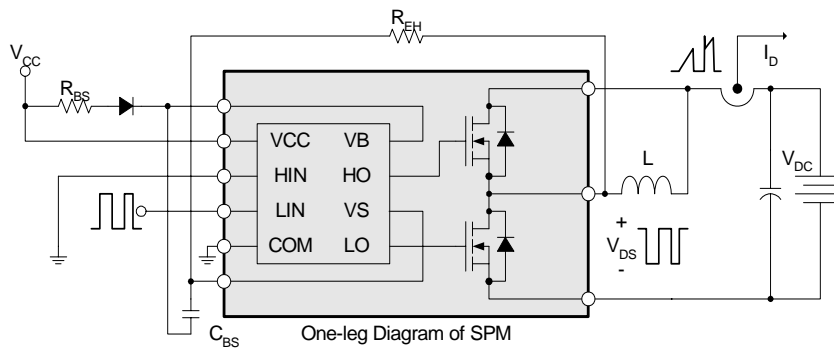 R_EH
V_CC
I_D
R_BS
VCC VB
HIN HO
LIN VS
COM LO
L
V_DC
+
V_DS
-
C_BS
One-leg Diagram of SPM